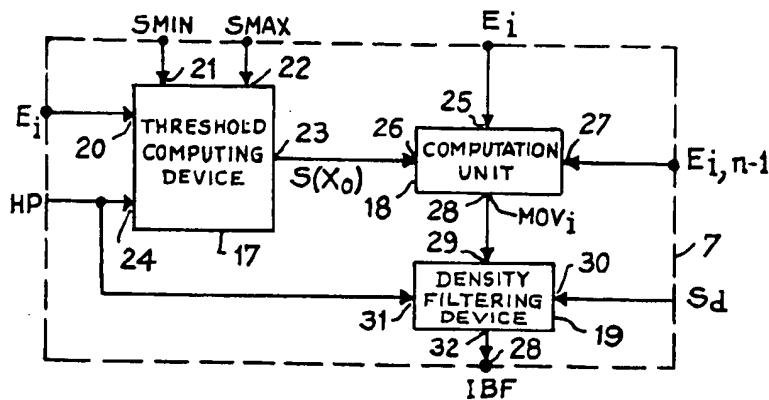 SMIN SMAX Ei
21 22 25
Ei 20 THRESHOLD COMPUTING DEVICE 23
S(X0)
26 COMPUTATION UNIT 27
Ei, n-1
18 28 MOVi
HP 24 17
29 7
31 DENSITY FILTERING DEVICE 30
Sd
19
32 28
IBF